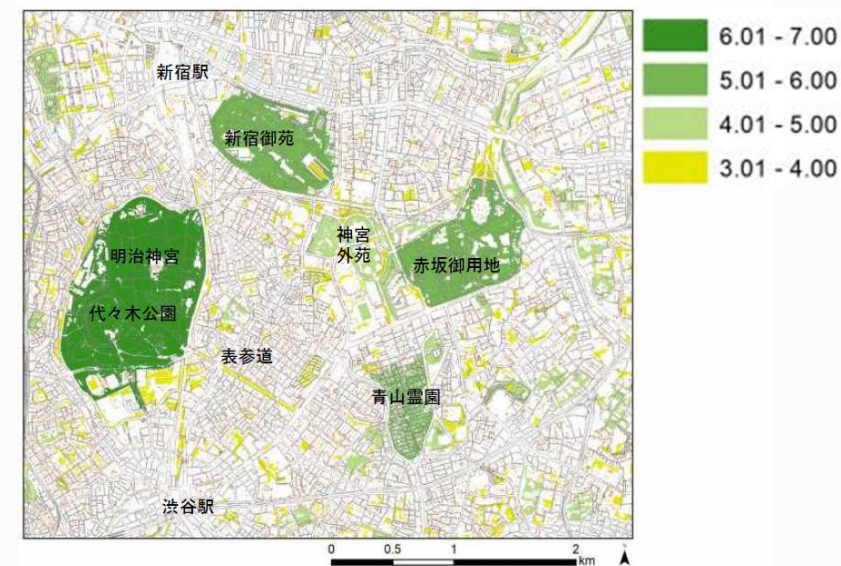 新宿駅
新宿御苑
神宮
外苑
明治神宮
赤坂御用地
代々木公園
表参道
青山霊園
渋谷駅
6.01 - 7.00
5.01 - 6.00
4.01 - 5.00
3.01 - 4.00
0 0.5 1 2
km